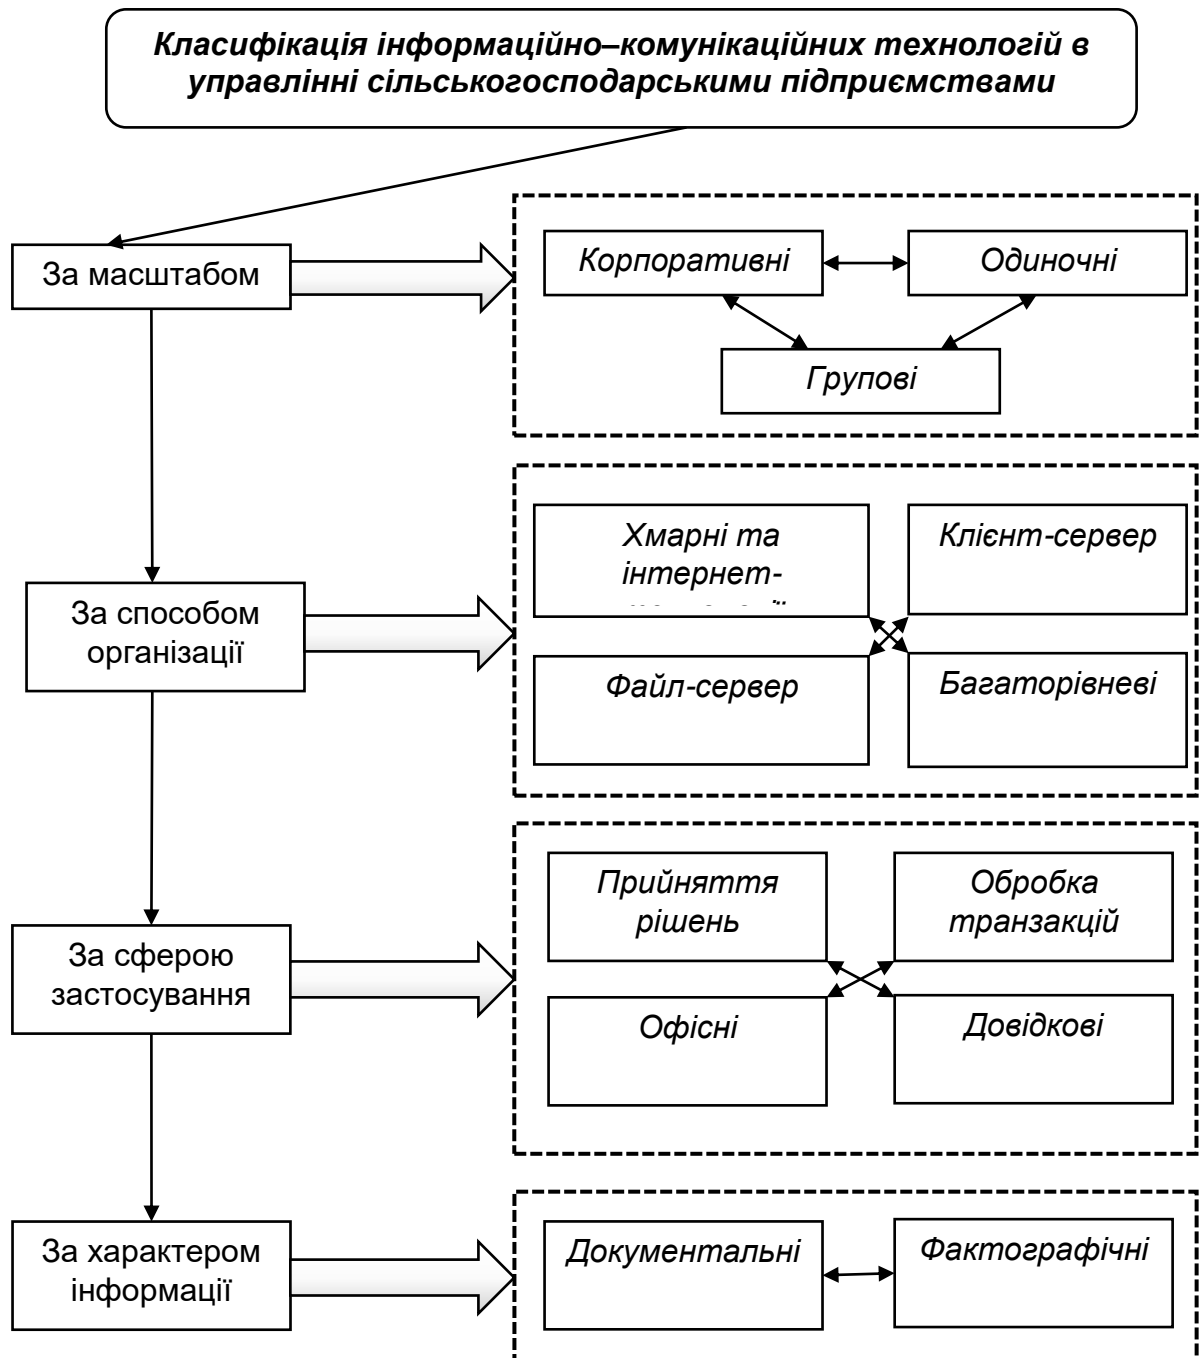 Класифікація інформаційно–комунікаційних технологій в
управлінні сільськогосподарськими підприємствами
За масштабом
Корпоративні
Одиночні
Групові
За способом
організації
Хмарні та
інтернет-
Клієнт-сервер
Файл-сервер
Багаторівневі
За сферою
застосування
Прийняття
рішень
Обробка
транзакцій
Офісні
Довідкові
За характером
інформації
Документальні
Фактографічні